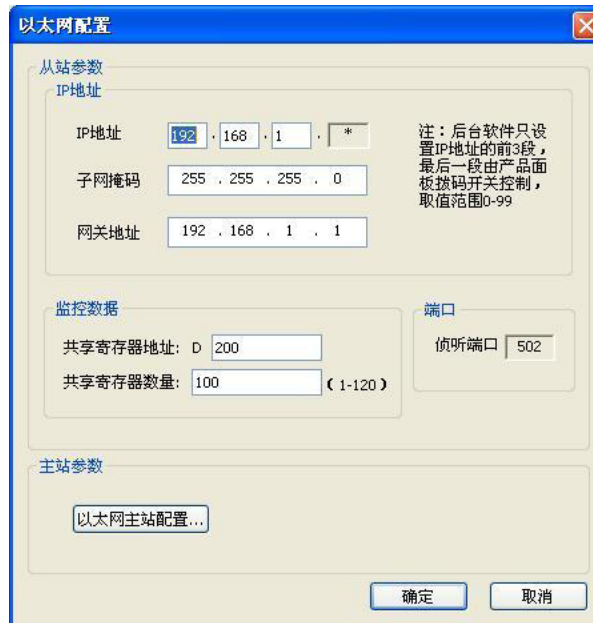 以太网配置
从站参数
IP地址
IP地址 192 . 168 . 1 . *
子网掩码 255 . 255 . 255 . 0
网关地址 192 . 168 . 1 . 1
注：后台软件只设
置IP地址的前3段，
最后一段由产品面
板拨码开关控制，
取值范围0-99
监控数据
共享寄存器地址: D 200
共享寄存器数量: 100 (1-120)
端口
侦听端口 502
主站参数
以太网主站配置...
确定 取消